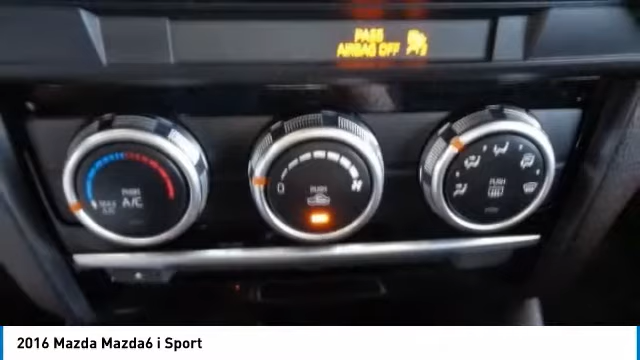 PASS
AIRBAG OFF
PUSH
A/C
MAX
A/C
0
PUSH
PUSH
2016 Mazda Mazda6 i Sport